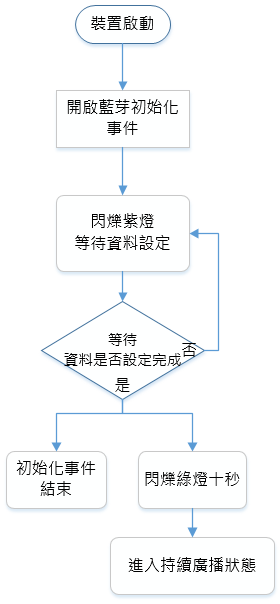 裝置啟動
開啟藍芽初始化
事件
閃爍紫燈
等待資料設定
等待
資料是否設定完成
否
是
初始化事件
結束
閃爍綠燈十秒
進入持續廣播狀態